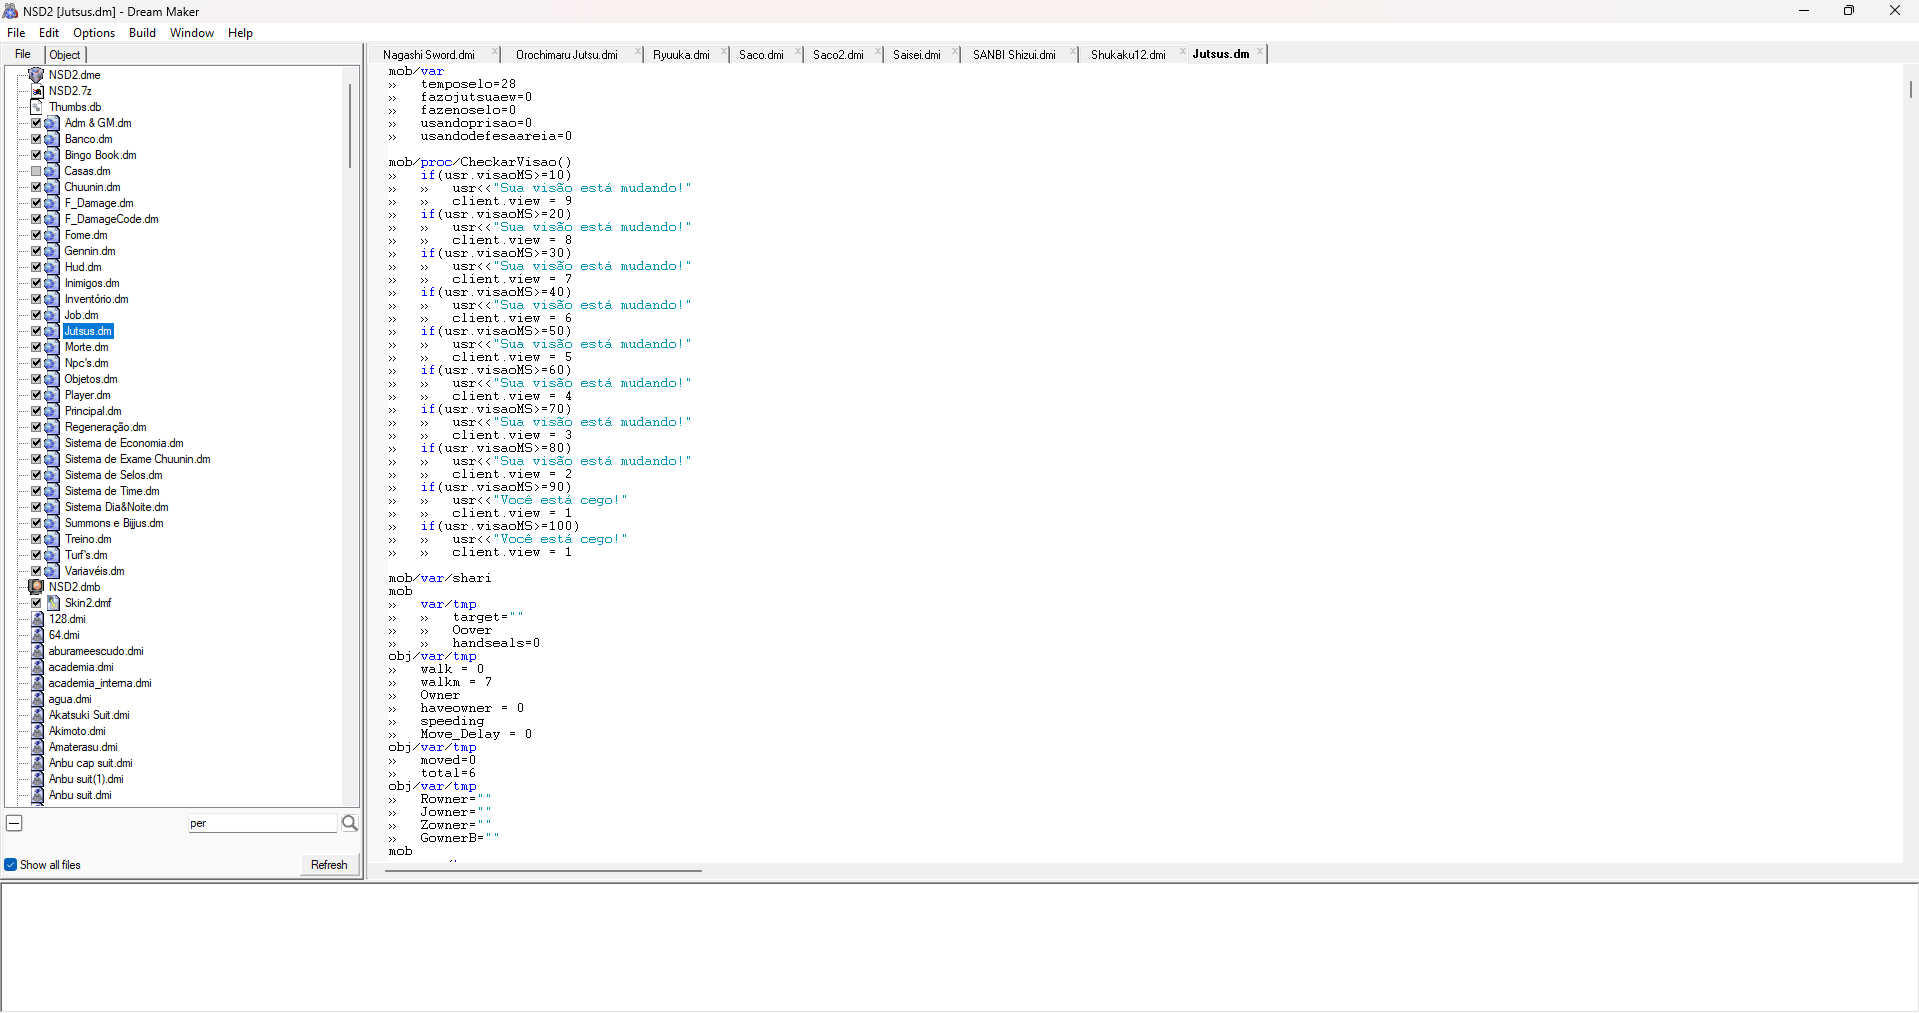 NSD2 [Jutsus.dm] - Dream Maker
File Edit Options Build Window Help
File Object
NSD2.dme
NSD2.7z
Thumbs.db
Adm & GM.dm
Banco.dm
Bingo Book.dm
Casas.dm
Chuunin.dm
F_Damage.dm
F_DamageCode.dm
Fome.dm
Gennin.dm
Hud.dm
Inimigos.dm
Inventório.dm
Job.dm
Jutsus.dm
Morte.dm
Npc's.dm
Objetos.dm
Player.dm
Principal.dm
Regeneração.dm
Sistema de Economia.dm
Sistema de Exame Chuunin.dm
Sistema de Selos.dm
Sistema de Time.dm
Sistema Dia&Noite.dm
Summons e Bijjus.dm
Treino.dm
Turf's.dm
Variavéis.dm
NSD2.dmb
Skin2.dmf
128.dmi
64.dmi
aburameescudo.dmi
academia.dmi
academia_interna.dmi
agua.dmi
Akatsuki Suit.dmi
Akimoto.dmi
Amaterasu.dmi
Anbu cap suit.dmi
Anbu suit(1).dmi
Anbu suit.dmi
per
Show all files
Refresh
Nagashi Sword.dmi Orochimaru Jutsu.dmi Ryuuka.dmi Saco.dmi Saco2.dmi Saisei.dmi SANBI Shizui.dmi Shukaku12.dmi Jutsus.dm
mob/var
» temposelo=28
» fazojutsuaew=0
» fazenoselo=0
» usandoprisao=0
» usandodefesaareia=0
mob/proc/CheckarVisao()
» if(usr.visaoMS>=10)
» » usr<<"Sua visão está mudando!"
» » client.view = 9
» if(usr.visaoMS>=20)
» » usr<<"Sua visão está mudando!"
» » client.view = 8
» if(usr.visaoMS>=30)
» » usr<<"Sua visão está mudando!"
» » client.view = 7
» if(usr.visaoMS>=40)
» » usr<<"Sua visão está mudando!"
» » client.view = 6
» if(usr.visaoMS>=50)
» » usr<<"Sua visão está mudando!"
» » client.view = 5
» if(usr.visaoMS>=60)
» » usr<<"Sua visão está mudando!"
» » client.view = 4
» if(usr.visaoMS>=70)
» » usr<<"Sua visão está mudando!"
» » client.view = 3
» if(usr.visaoMS>=80)
» » usr<<"Sua visão está mudando!"
» » client.view = 2
» if(usr.visaoMS>=90)
» » usr<<"Você está cego!"
» » client.view = 1
» if(usr.visaoMS>=100)
» » usr<<"Você está cego!"
» » client.view = 1
mob/var/shari
mob
» var/tmp
» » target=""
» » Oover
» » handseals=0
obj/var/tmp
» walk = 0
» walkm = 7
» Owner
» haveowner = 0
» speeding
» Move_Delay = 0
obj/var/tmp
» moved=0
» total=6
obj/var/tmp
» Rowner=""
» Jowner=""
» Zowner=""
» GownerB=""
mob